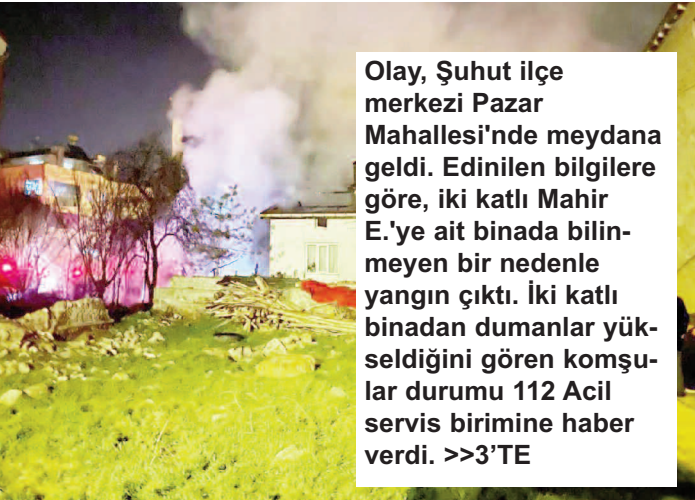 Olay, Şuhut ilçe
merkezi Pazar
Mahallesi'nde meydana
geldi. Edinilen bilgilere
göre, iki katlı Mahir
E.'ye ait binada bilin-
meyen bir nedenle
yangın çıktı. İki katlı
binadan dumanlar yük-
seldiğini gören komşu-
lar durumu 112 Acil
servis birimine haber
verdi. >>3’TE